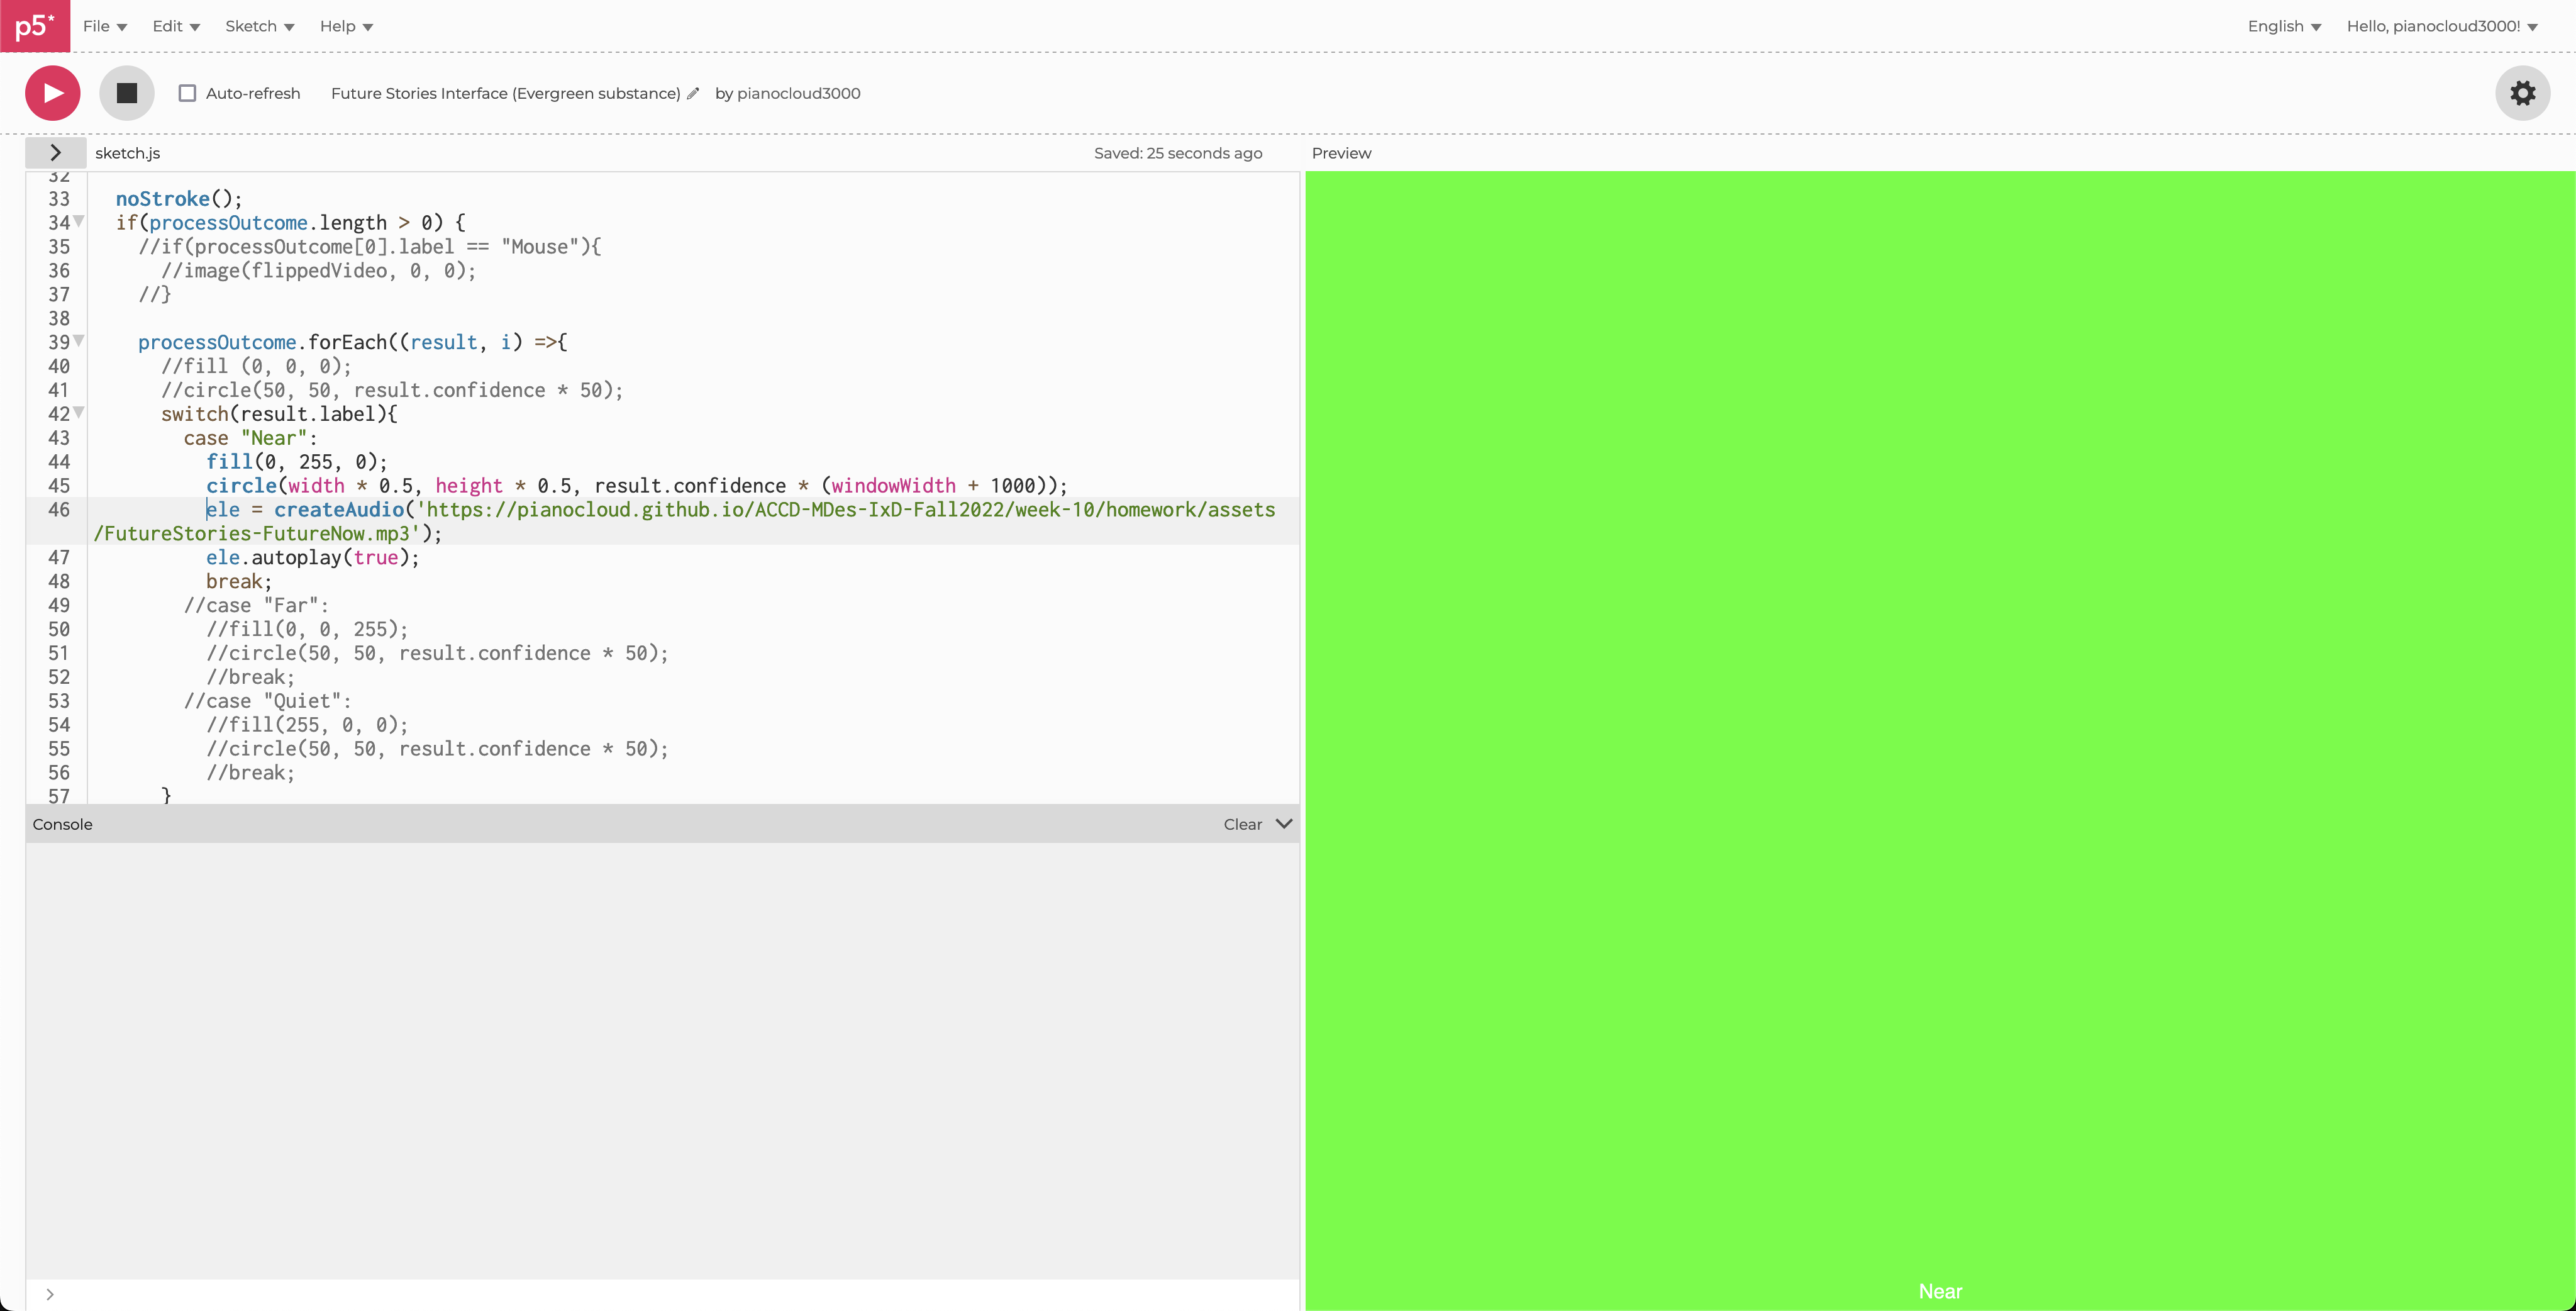 p5* File Edit Sketch Help English Hello, pianocloud3000!
Auto-refresh Future Stories Interface (Evergreen substance) by pianocloud3000
sketch.js Saved: 25 seconds ago Preview
32
33 noStroke();
34 if(processOutcome.length > 0) {
35 //if(processOutcome[0].label == "Mouse"){
36 //image(flippedVideo, 0, 0);
37 //}
38
39 processOutcome.forEach((result, i) =>{
40 //fill (0, 0, 0);
41 //circle(50, 50, result.confidence * 50);
42 switch(result.label){
43 case "Near":
44 fill(0, 255, 0);
45 circle(width * 0.5, height * 0.5, result.confidence * (windowWidth + 1000));
46 ele = createAudio('https://pianocloud.github.io/ACCD-MDes-IxD-Fall2022/week-10/homework/assets
/FutureStories-FutureNow.mp3');
47 ele.autoplay(true);
48 break;
49 //case "Far":
50 //fill(0, 0, 255);
51 //circle(50, 50, result.confidence * 50);
52 //break;
53 //case "Quiet":
54 //fill(255, 0, 0);
55 //circle(50, 50, result.confidence * 50);
56 //break;
57 }
Console Clear
>
Near